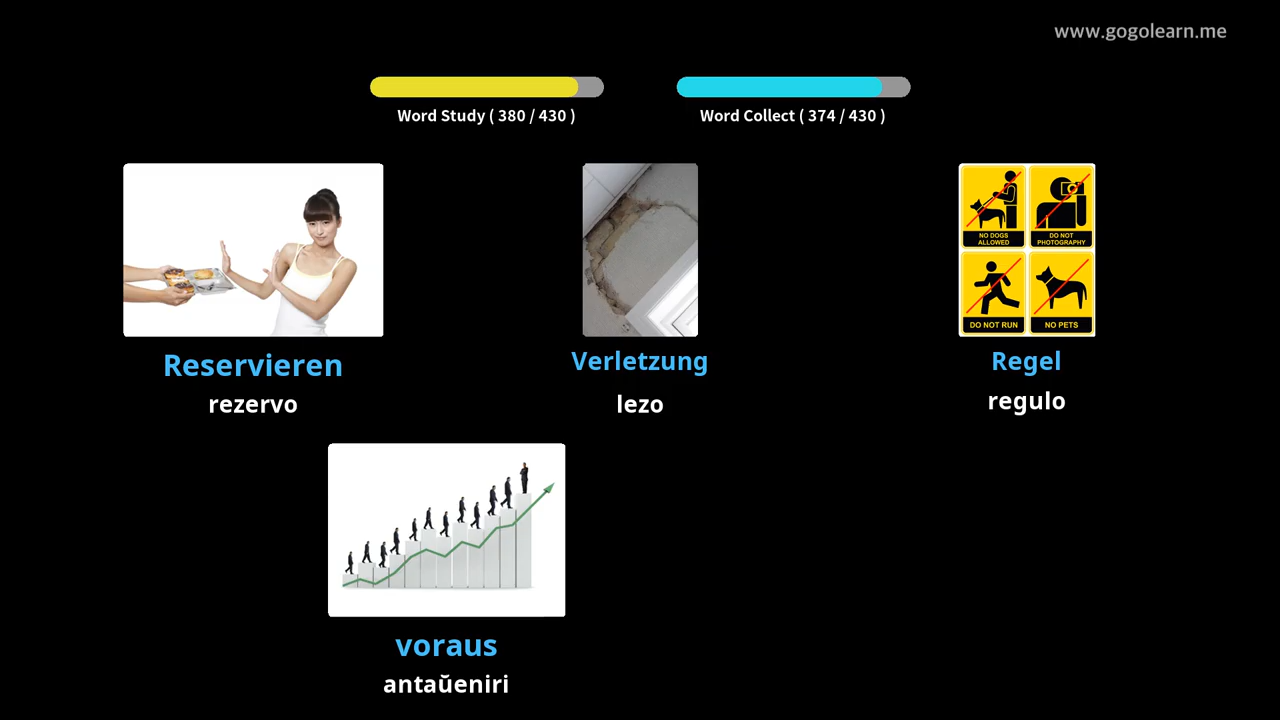 www.gogolearn.me
Word Study ( 380 / 430 )
Word Collect ( 374 / 430 )
NO DOGS
ALLOWED
DO NOT
PHOTOGRAPHY
DO NOT RUN
NO PETS
Reservieren
rezervo
Verletzung
lezo
Regel
regulo
voraus
antaŭeniri